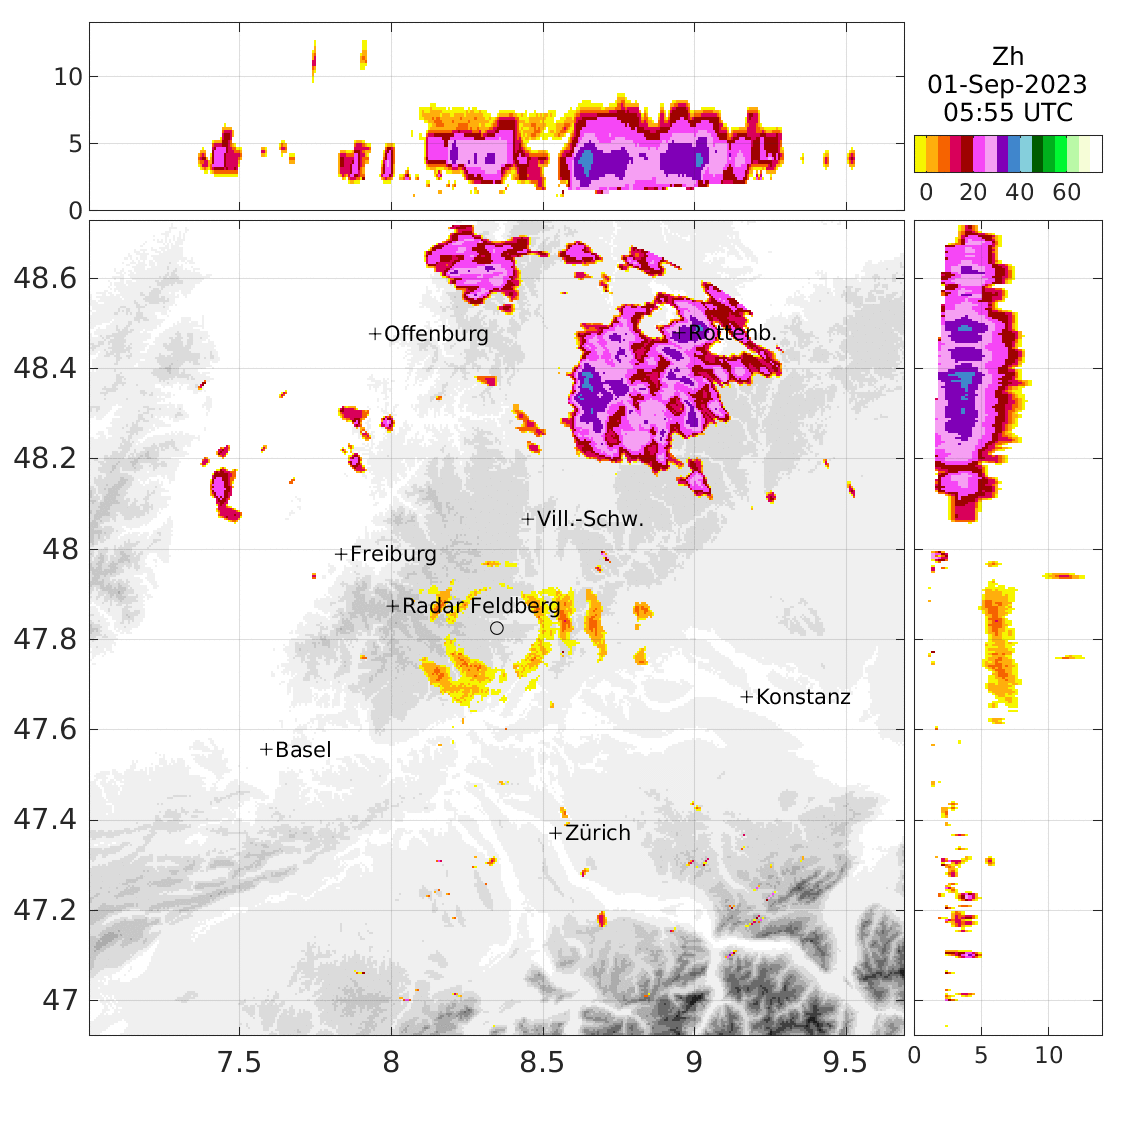 10
5
0
Zh
01-Sep-2023
05:55 UTC
0 20 40 60
48.6
48.4
48.2
48
47.8
47.6
47.4
47.2
47
+Offenburg
+Rottenb.
+Vill.-Schw.
+Freiburg
+Radar Feldberg
+Konstanz
+Basel
+Zürich
7.5 8 8.5 9 9.5
0 5 10